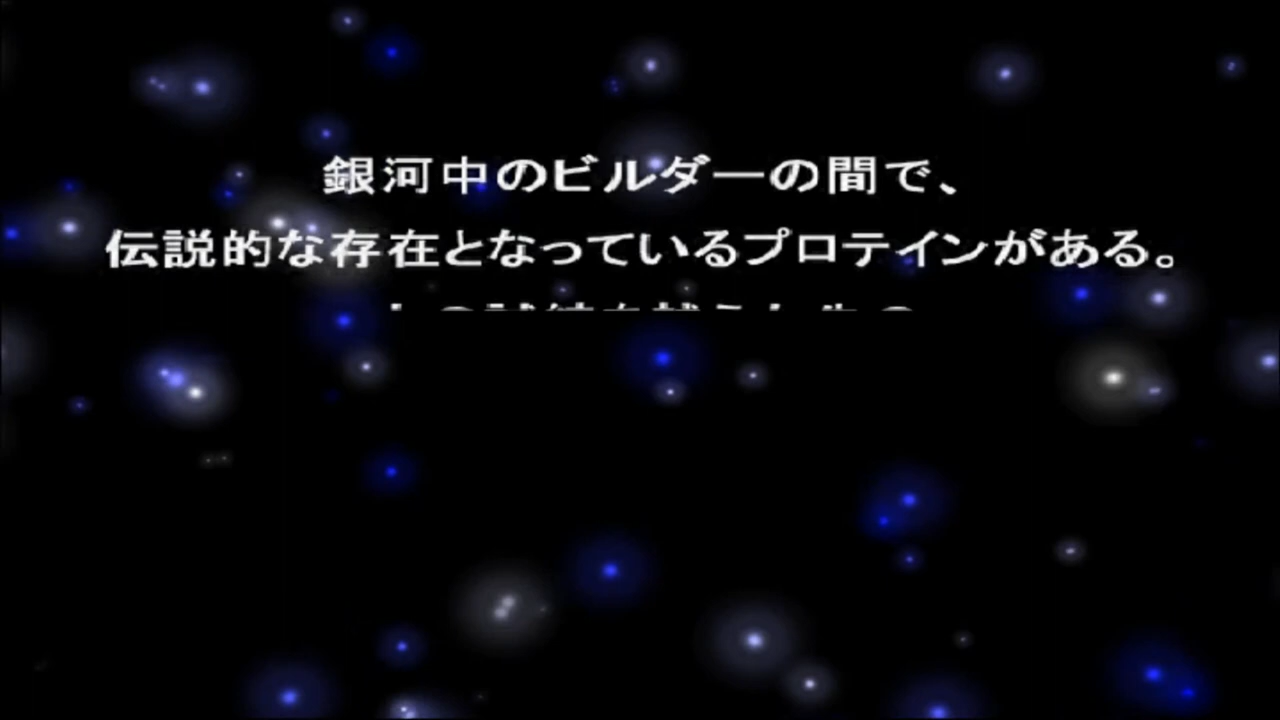 銀河中のビルダーの間で、
伝説的な存在となっているプロテインがある。